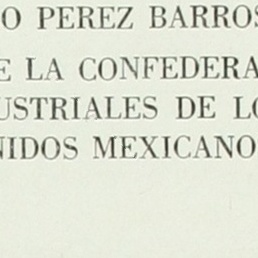 O PEREZ BARROS
E LA CONFEDERA
USTRIALES DE LO
NIDOS MEXICANO